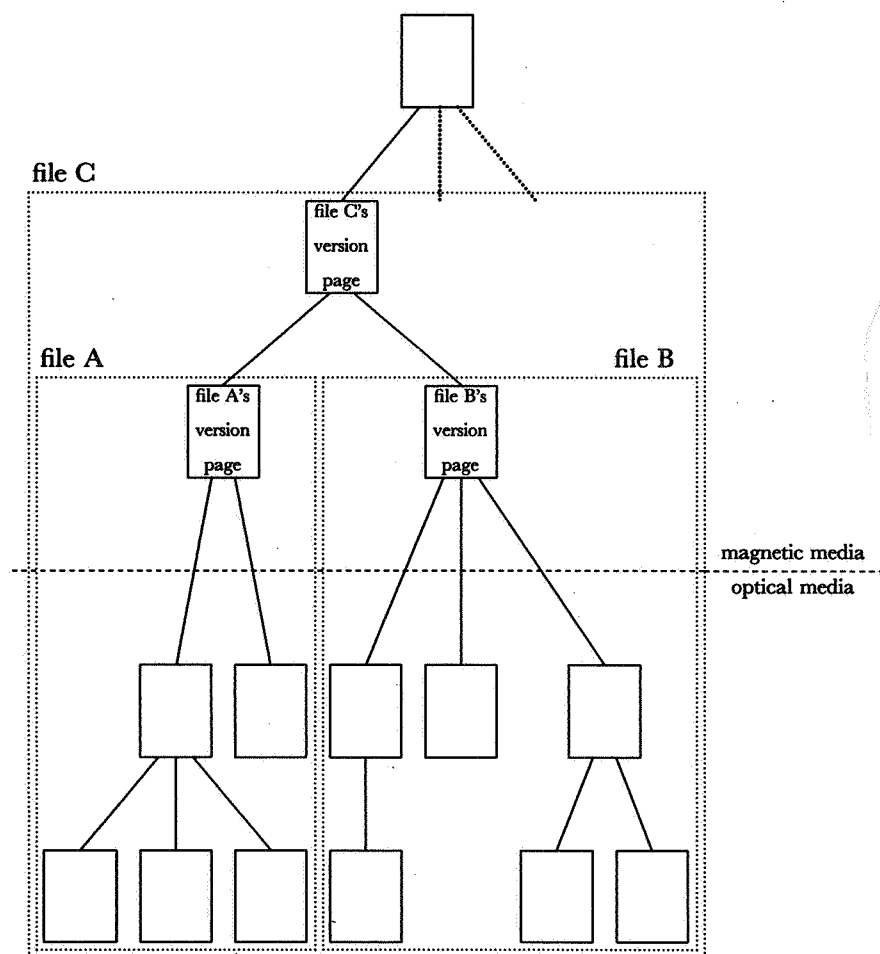 file C
file C's
version
page
file A
file B
file A's
version
page
file B's
version
page
magnetic media
optical media